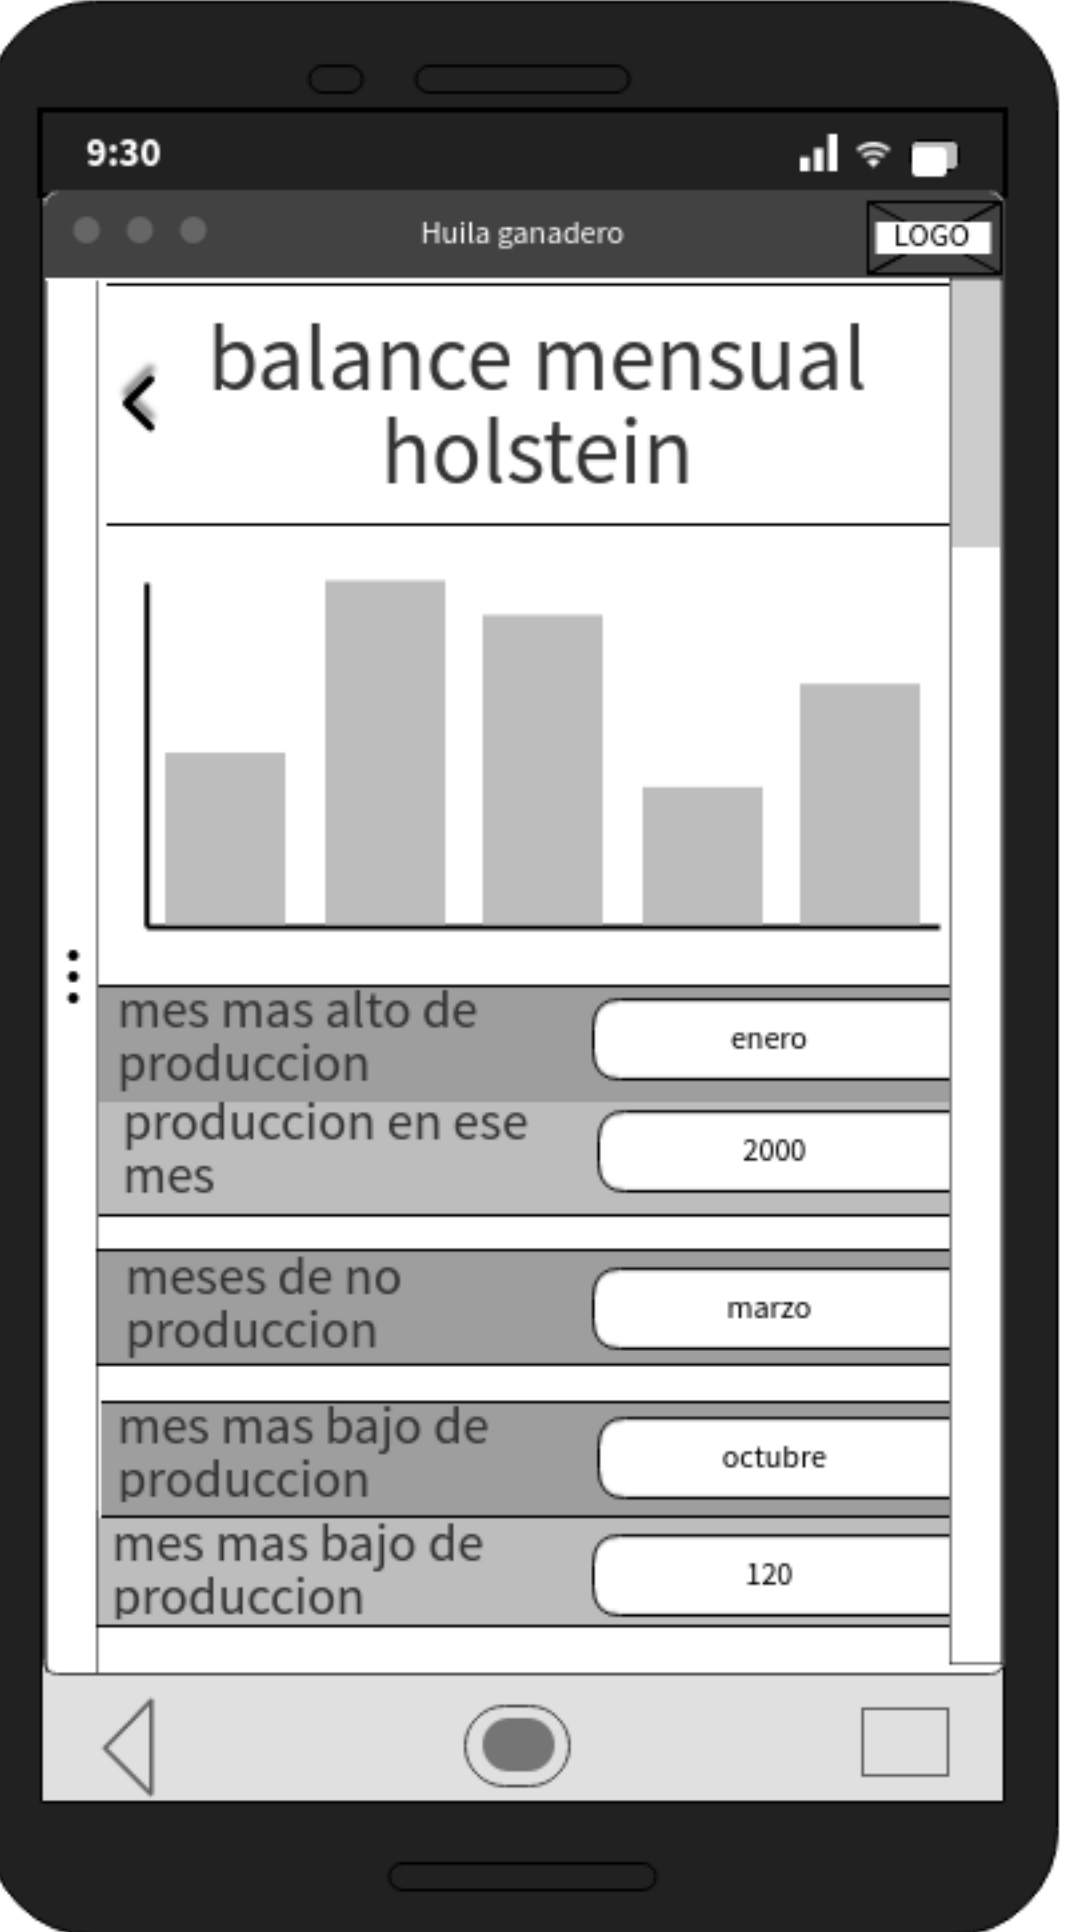 9:30
Huila ganadero
LOGO
balance mensual
holstein
mes mas alto de
produccion
enero
produccion en ese
mes
2000
meses de no
produccion
marzo
mes mas bajo de
produccion
octubre
mes mas bajo de
produccion
120